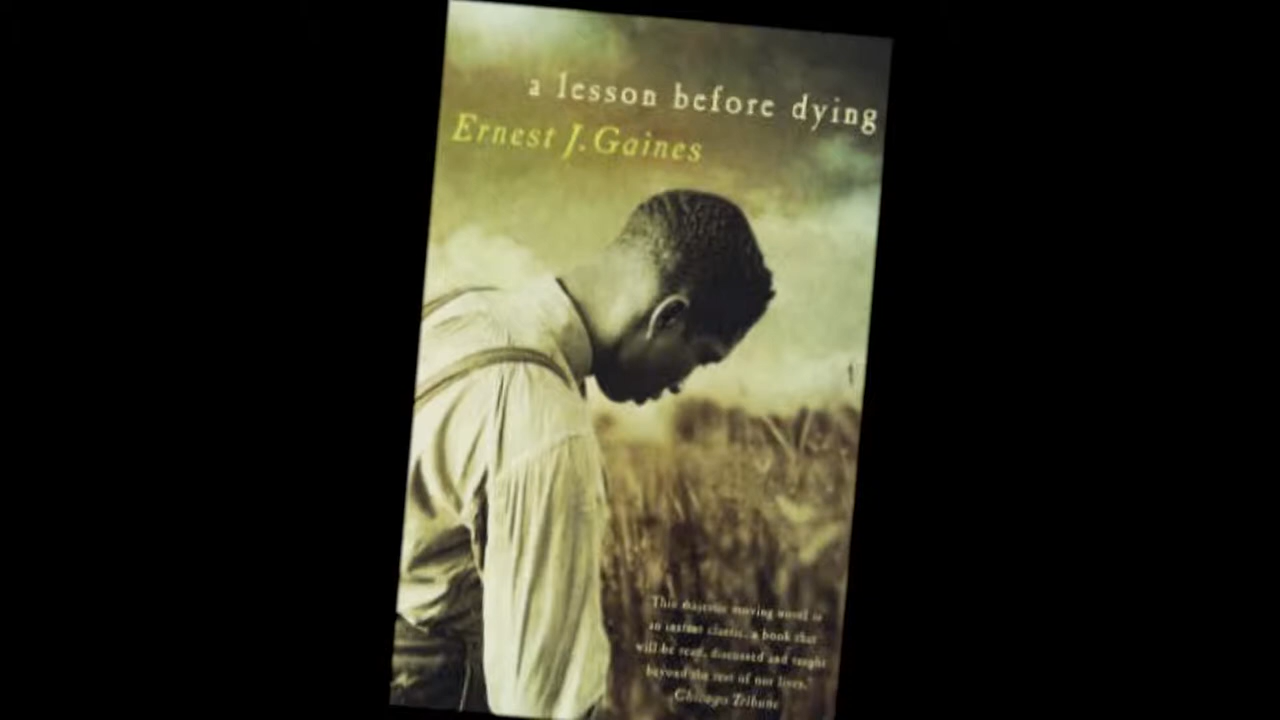 a lesson before dying
Ernest J. Gaines
"This majestic moving novel is
an instant classic, a book that
will be read, discussed and taught
beyond the rest of our lives."
Chicago Tribune